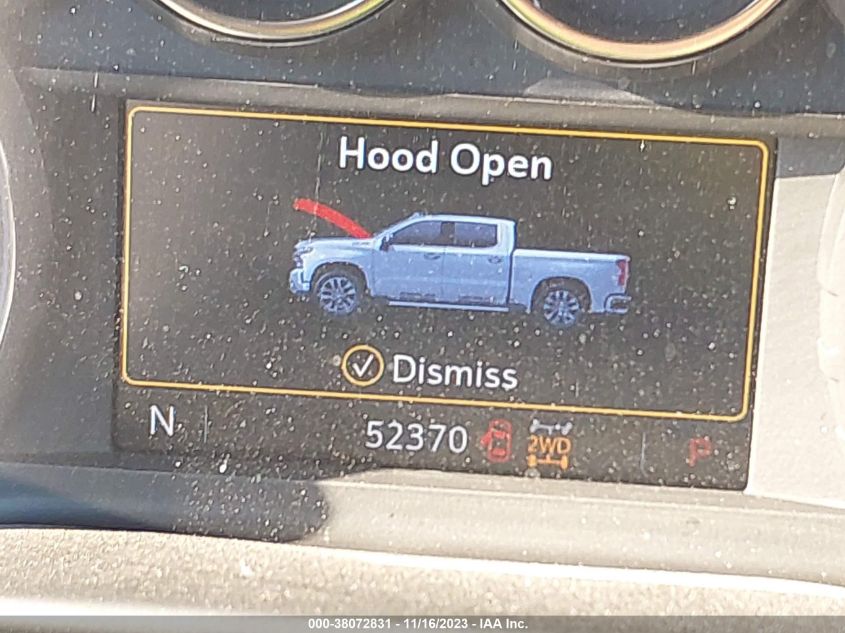 Hood Open
Dismiss
N 52370 2WD P
000-38072831 - 11/16/2023 - IAA Inc.